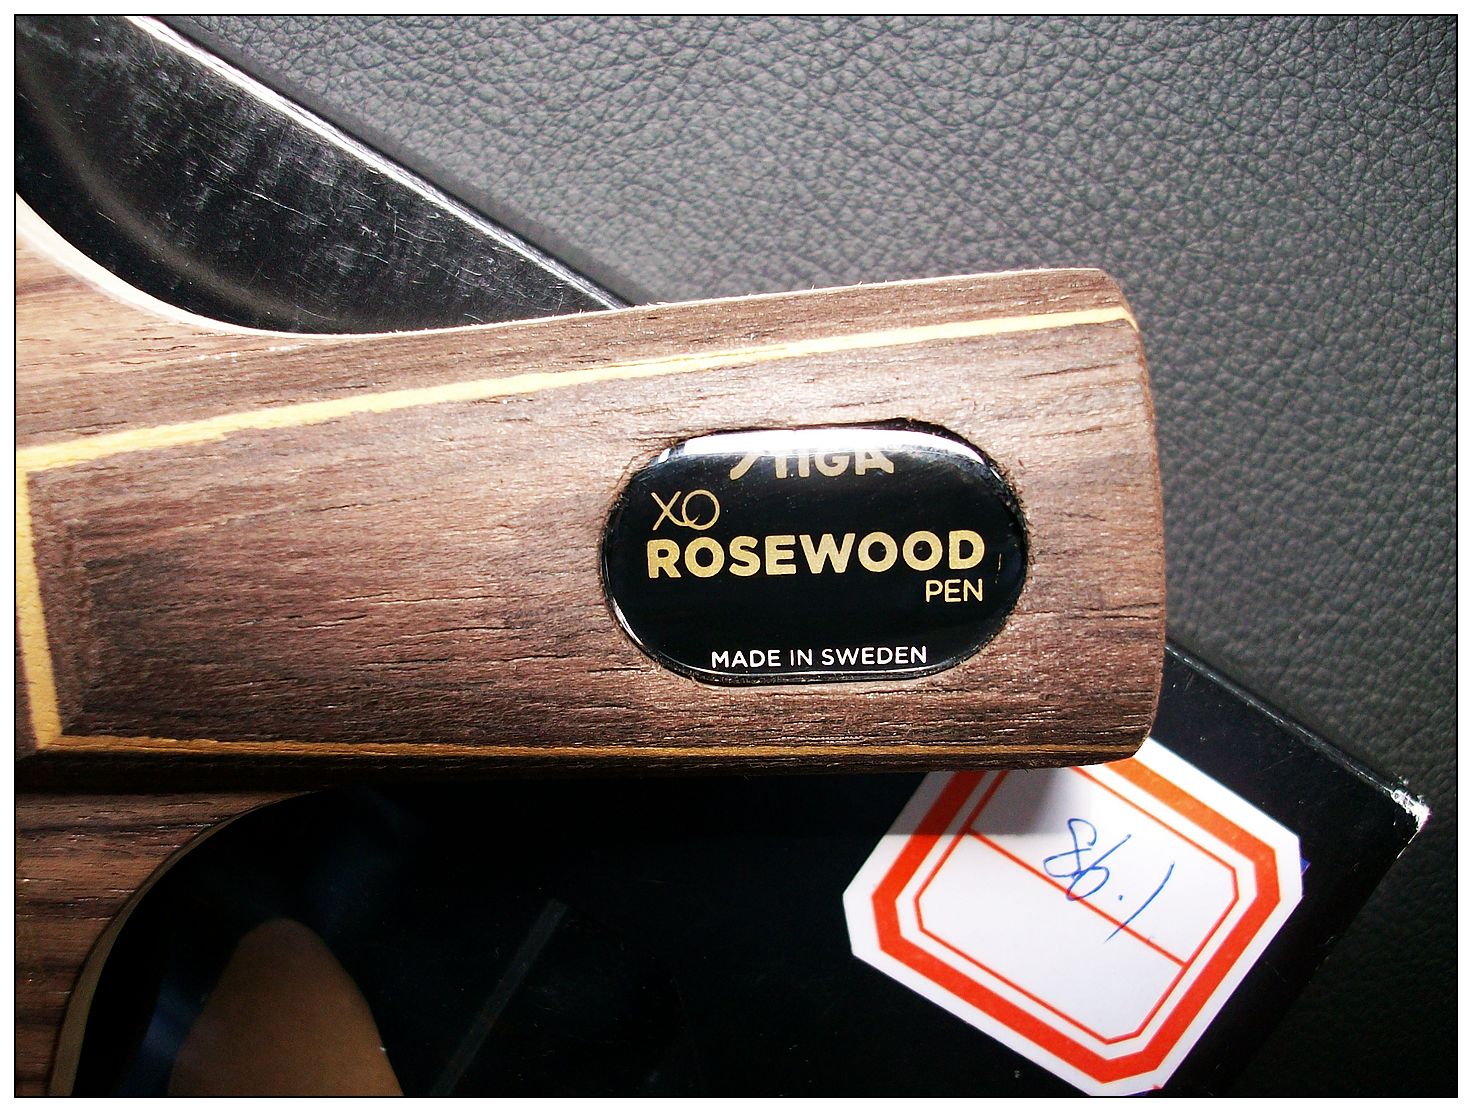 STIGA
XO
ROSEWOOD
PEN
MADE IN SWEDEN
86.1